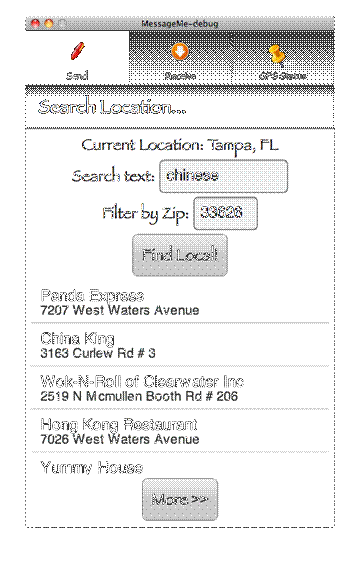 MessageMe-debug
Send
Receive
GPS Status
Search Location...
Current Location: Tampa, FL
Search text: chinese
Filter by Zip: 33626
Find Local!
Panda Express
7207 West Waters Avenue
China King
3163 Curlew Rd # 3
Wok-N-Roll of Clearwater Inc
2519 N Mcmullen Booth Rd # 206
Hong Kong Restaurant
7026 West Waters Avenue
Yummy House
More >>